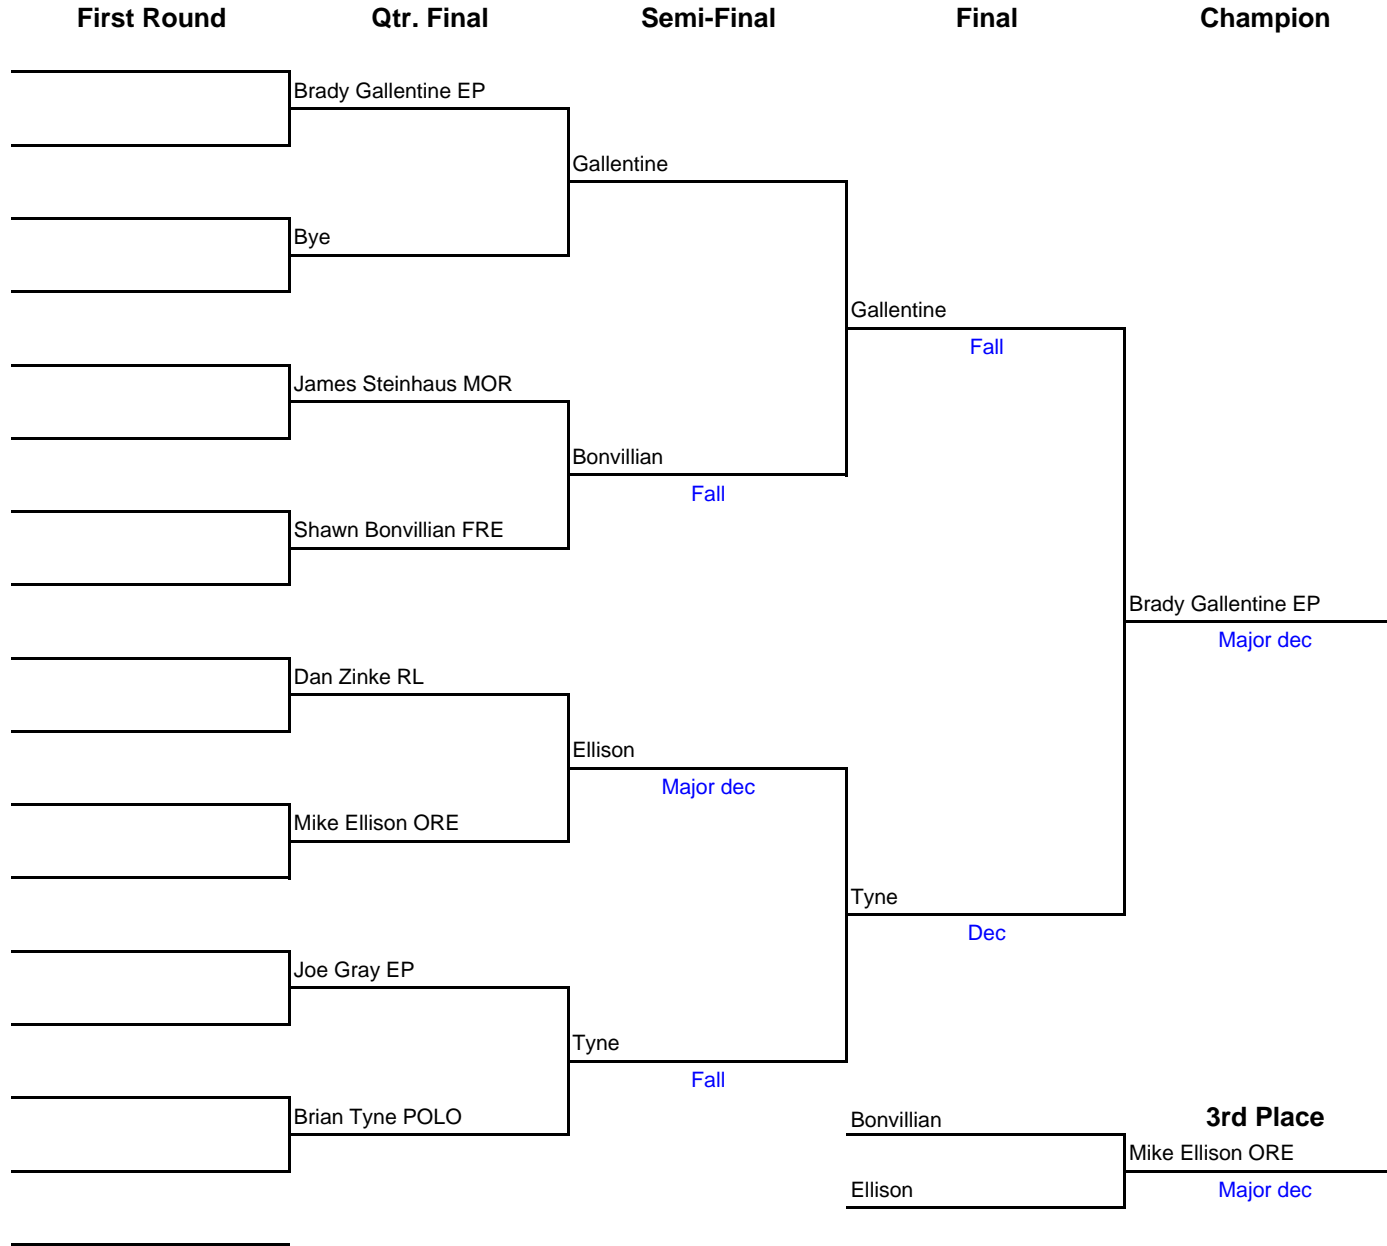 First Round Qtr. Final Semi-Final Final Champion
Brady Gallentine EP
Gallentine
Bye
Gallentine
Fall
James Steinhaus MOR
Bonvillian
Fall
Shawn Bonvillian FRE
Brady Gallentine EP
Major dec
Dan Zinke RL
Ellison
Major dec
Mike Ellison ORE
Tyne
Dec
Joe Gray EP
Tyne
Fall
Brian Tyne POLO
Bonvillian
3rd Place
Mike Ellison ORE
Ellison
Major dec